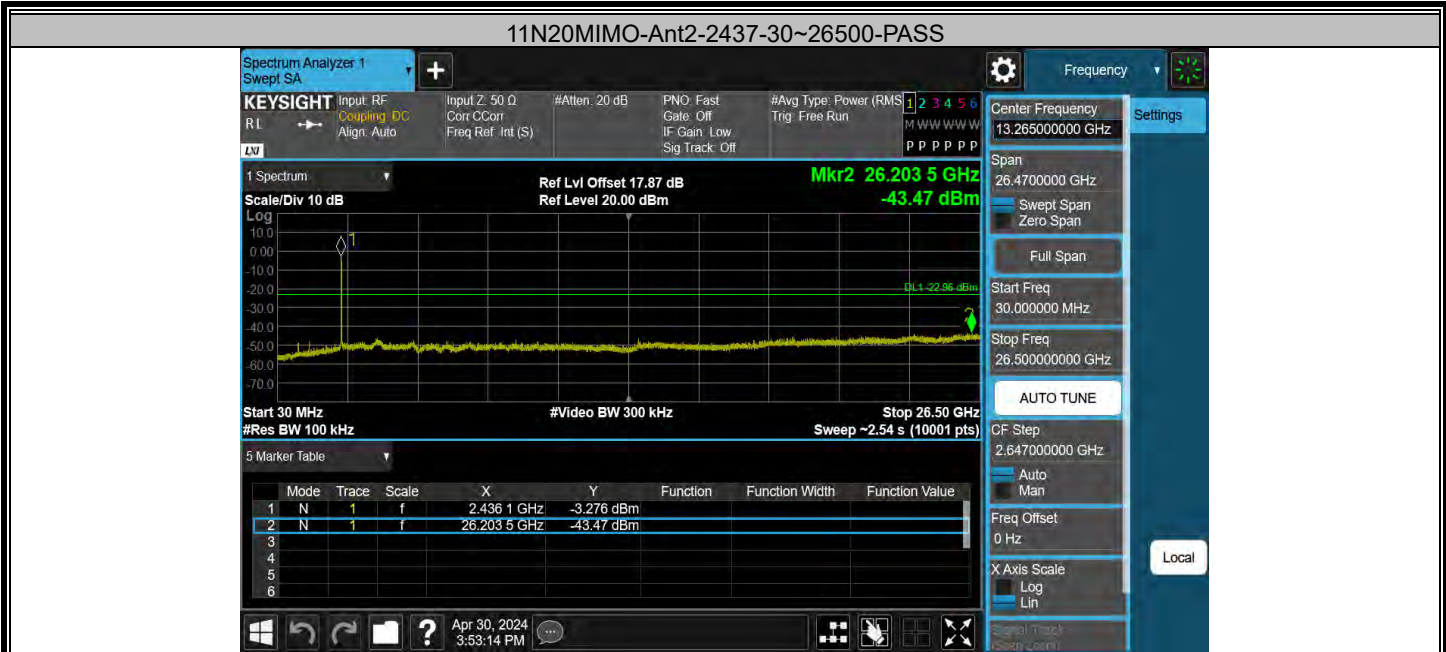 11N20MIMO-Ant2-2437-30~26500-PASS
Spectrum Analyzer 1
Swept SA
+
Frequency
KEYSIGHT
RL
LXI
Input: RF
Coupling: DC
Align: Auto
Input Z: 50 Ω
Corr CCorr
Freq Ref: Int (S)
#Atten: 20 dB
PNO: Fast
Gate: Off
IF Gain: Low
Sig Track: Off
#Avg Type: Power (RMS
Trig: Free Run
1 2 3 4 5 6
M W W W W W
P P P P P P
1 Spectrum
Scale/Div 10 dB
Log
Ref Lvl Offset 17.87 dB
Ref Level 20.00 dBm
Mkr2 26.203 5 GHz
-43.47 dBm
10.0
0.00
-10.0
-20.0
-30.0
-40.0
-50.0
-60.0
-70.0
1
DL1 -22.96 dBm
2
Start 30 MHz
#Res BW 100 kHz
#Video BW 300 kHz
Stop 26.50 GHz
Sweep ~2.54 s (10001 pts)
5 Marker Table
Mode Trace Scale X Y Function Function Width Function Value
1 N 1 f 2.436 1 GHz -3.276 dBm
2 N 1 f 26.203 5 GHz -43.47 dBm
3
4
5
6
?
Apr 30, 2024
3:53:14 PM
Center Frequency
13.265000000 GHz
Settings
Span
26.4700000 GHz
Swept Span
Zero Span
Full Span
Start Freq
30.000000 MHz
Stop Freq
26.500000000 GHz
AUTO TUNE
CF Step
2.647000000 GHz
Auto
Man
Freq Offset
0 Hz
X Axis Scale
Log
Lin
Signal Track
(Span Zoom)
Local